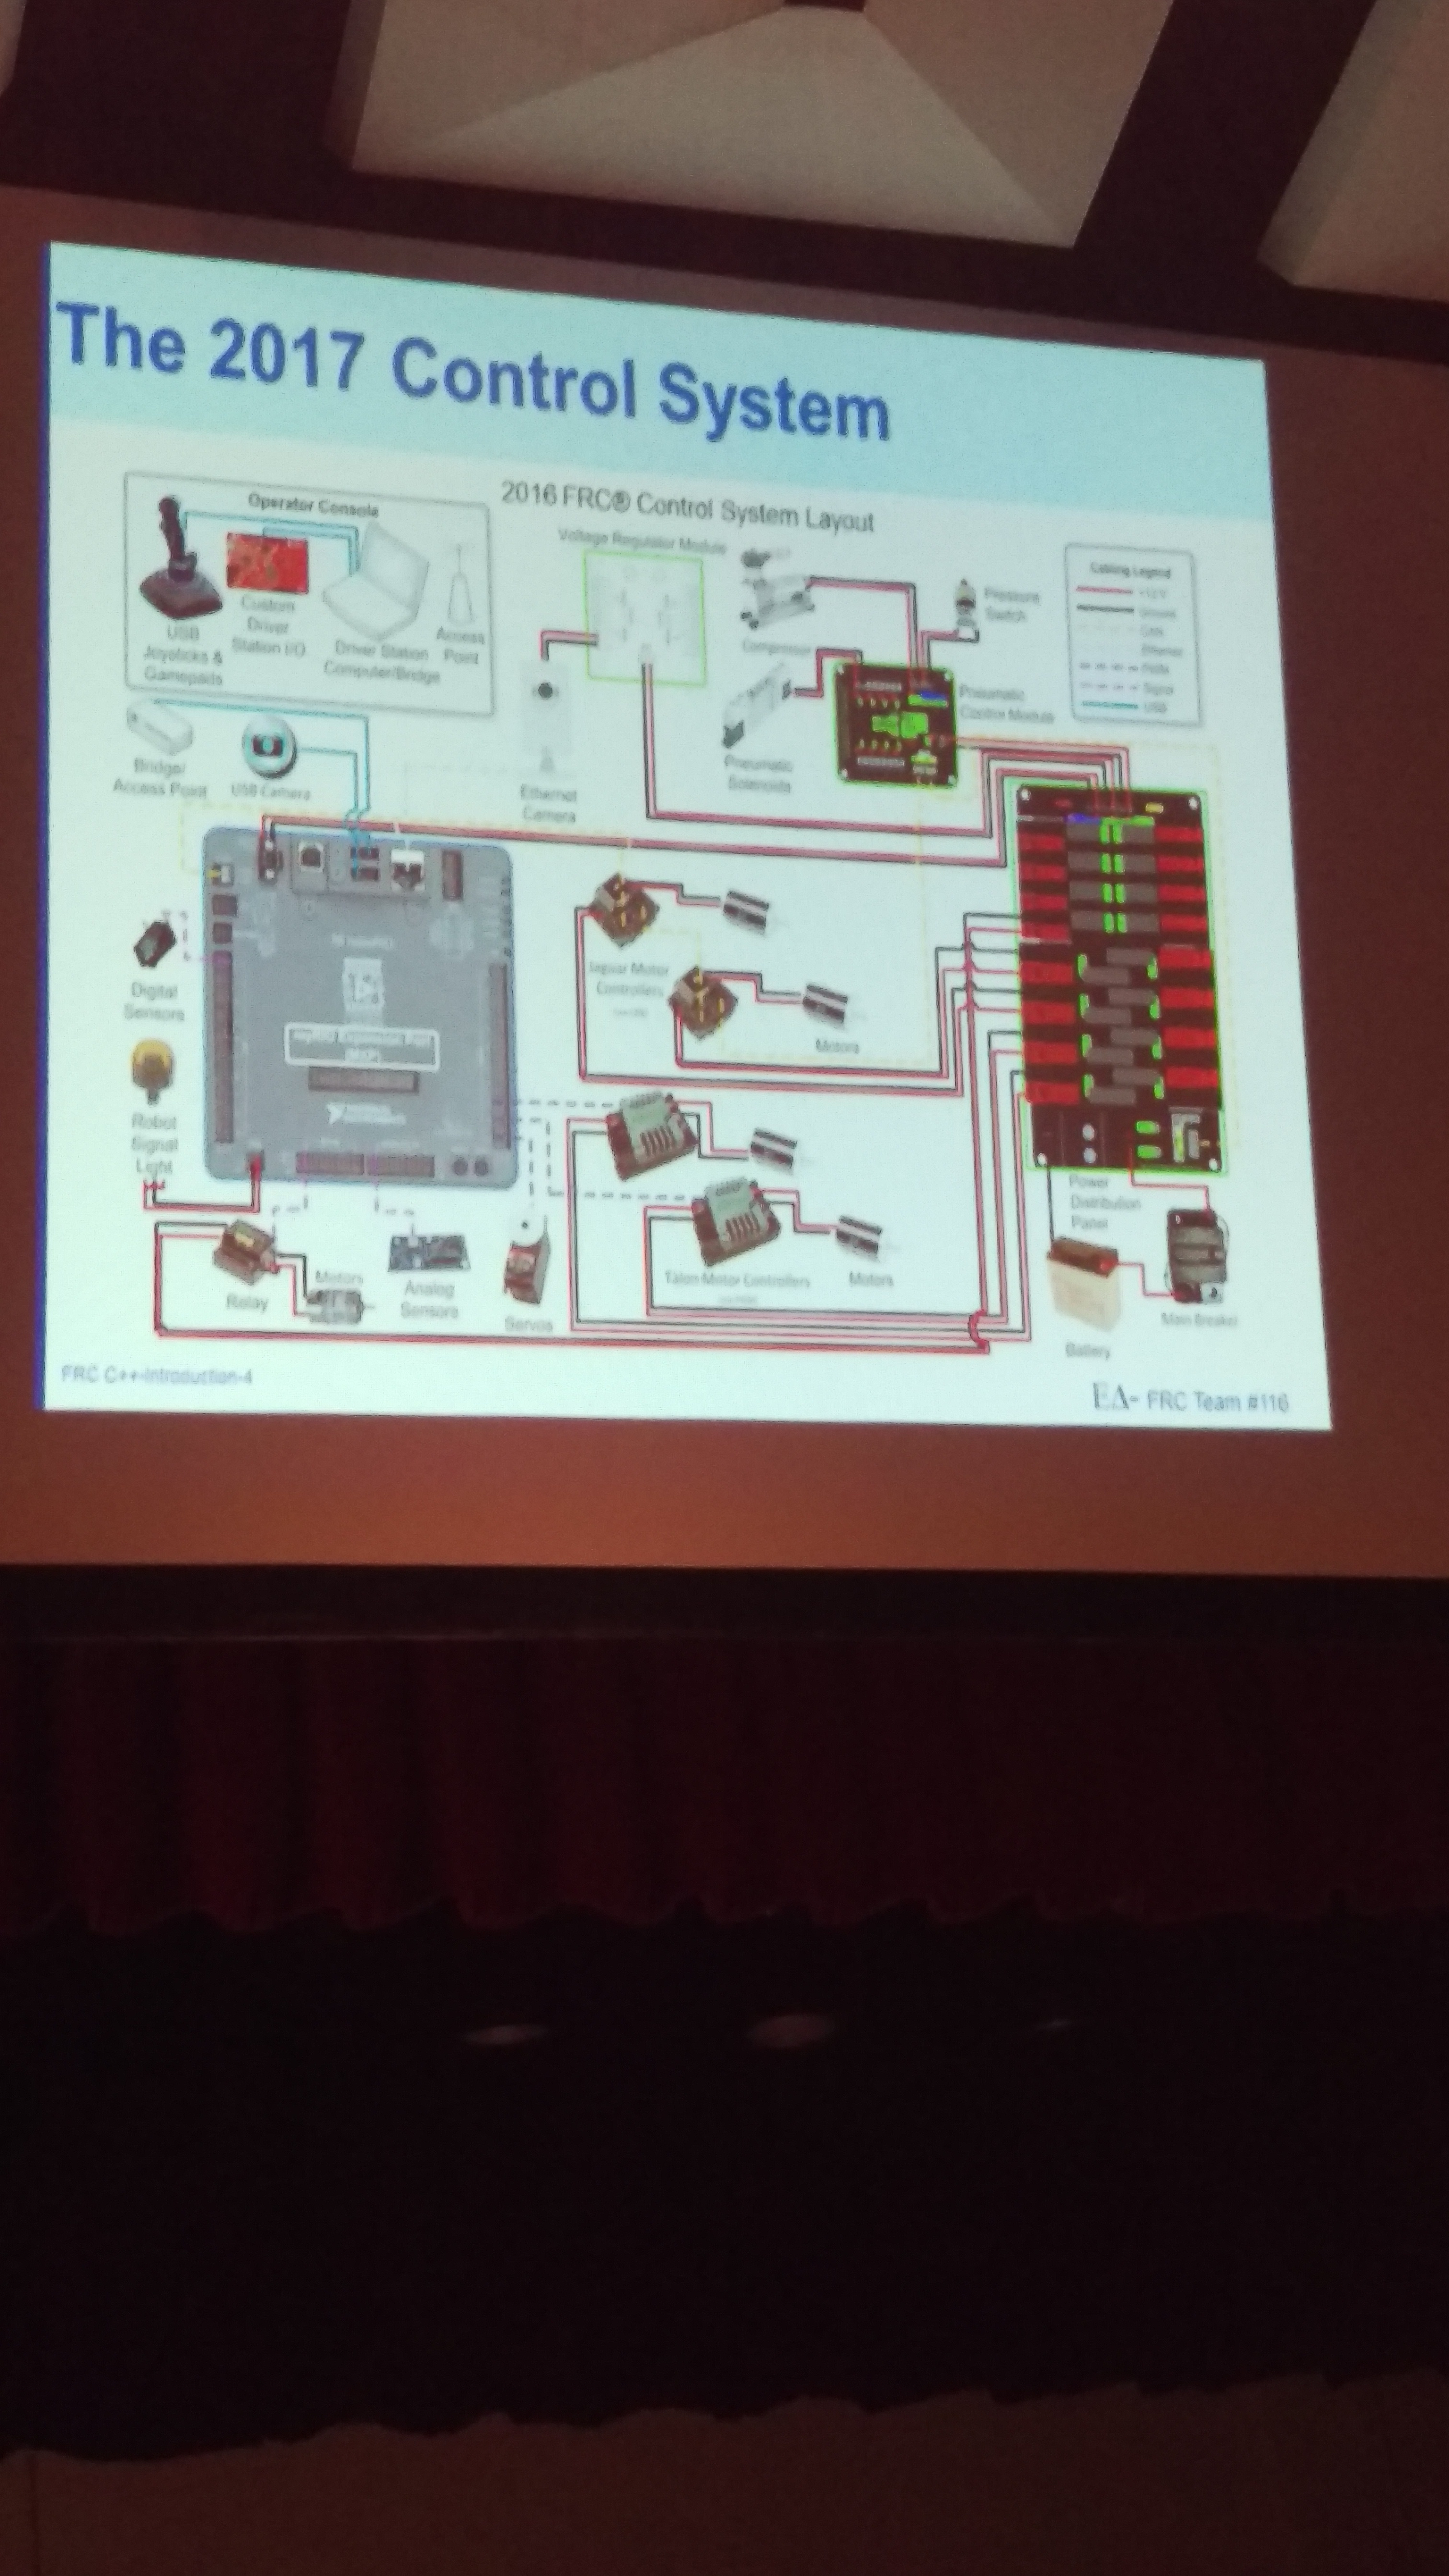 The 2017 Control System
2016 FRC® Control System Layout
Operator Console
USB
Joysticks &
Gamepads
Custom
Driver
Station I/O
Driver Station
Computer/Bridge
Access
Point
Voltage Regulator Module
Compressor
Pressure
Switch
Cabling Legend
+12V
Ground
CAN
Ethernet
PWM
Signal
USB
Pneumatic
Control Module
Pneumatic
Solenoids
Bridge/
Access Point
USB Camera
Ethernet
Camera
Digital
Sensors
Jaguar Motor
Controllers
Motors
Robot
Signal
Light
Power
Distribution
Panel
Relay
Motors
Analog
Sensors
Servos
Talon Motor Controllers
Motors
Battery
Main Breaker
FRC C++-Introduction-4
ΕΔ- FRC Team #116